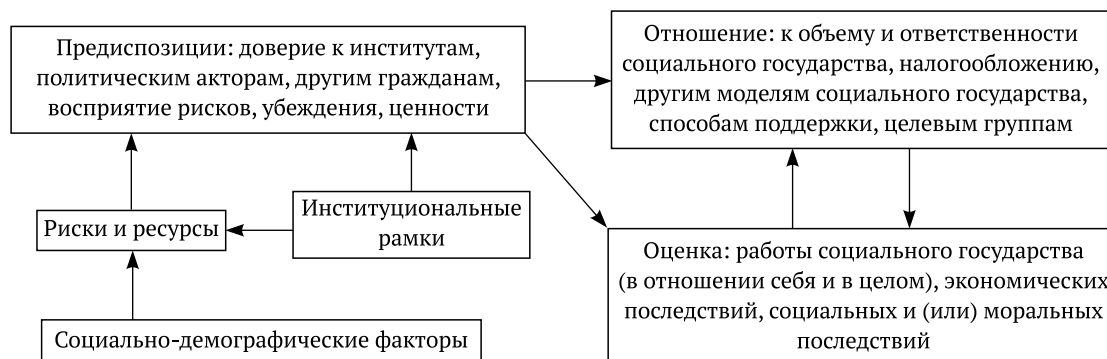 Предиспозиции: доверие к институтам,
политическим акторам, другим гражданам,
восприятие рисков, убеждения, ценности
Отношение: к объему и ответственности
социального государства, налогообложению,
другим моделям социального государства,
способам поддержки, целевым группам
Риски и ресурсы
Институциональные
рамки
Оценка: работы социального государства
(в отношении себя и в целом), экономических
последствий, социальных и (или) моральных
последствий
Социально-демографические факторы